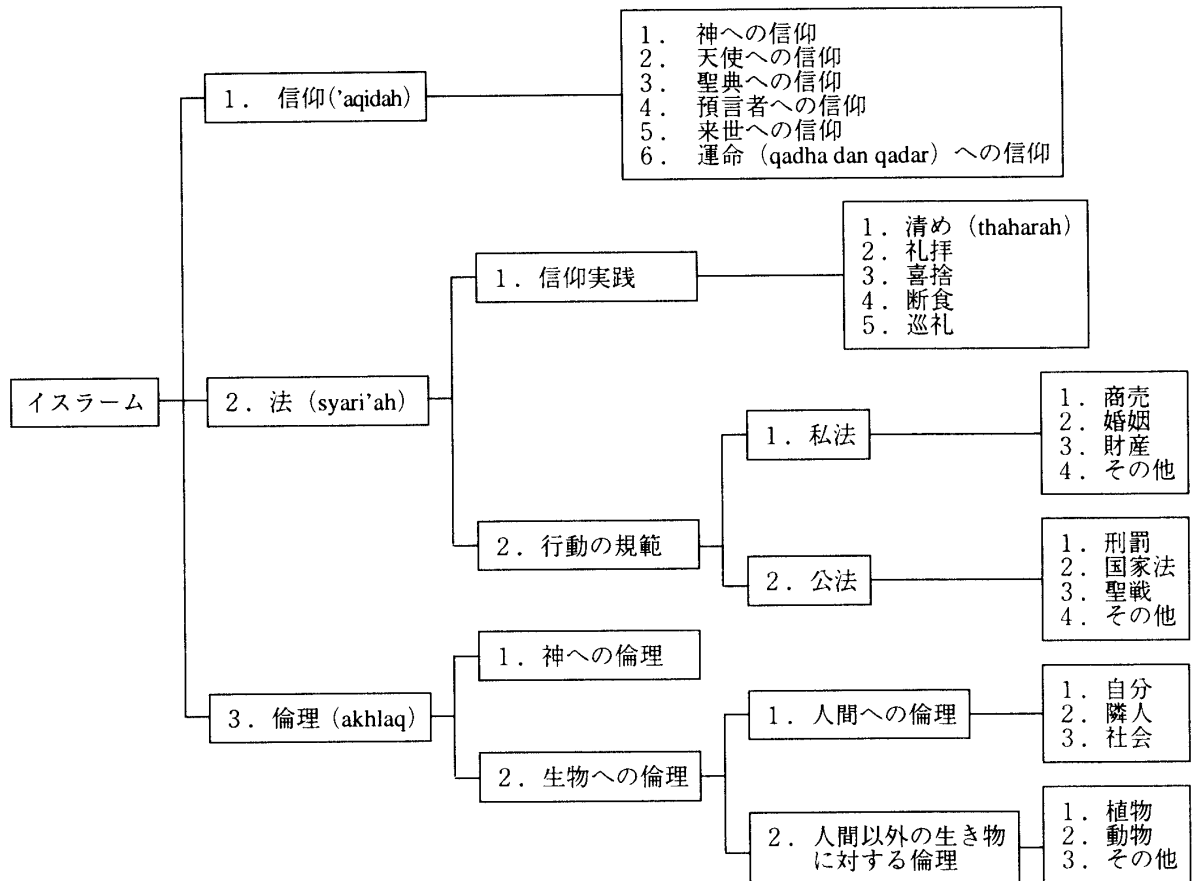 イスラーム
1. 信仰('aqidah)
1. 神への信仰
2. 天使への信仰
3. 聖典への信仰
4. 預言者への信仰
5. 来世への信仰
6. 運命（qadha dan qadar）への信仰
2. 法（syari'ah）
1. 信仰実践
1. 清め（thaharah）
2. 礼拝
3. 喜捨
4. 断食
5. 巡礼
2. 行動の規範
1. 私法
1. 商売
2. 婚姻
3. 財産
4. その他
2. 公法
1. 刑罰
2. 国家法
3. 聖戦
4. その他
3. 倫理（akhlaq）
1. 神への倫理
2. 生物への倫理
1. 人間への倫理
1. 自分
2. 隣人
3. 社会
2. 人間以外の生き物
に対する倫理
1. 植物
2. 動物
3. その他